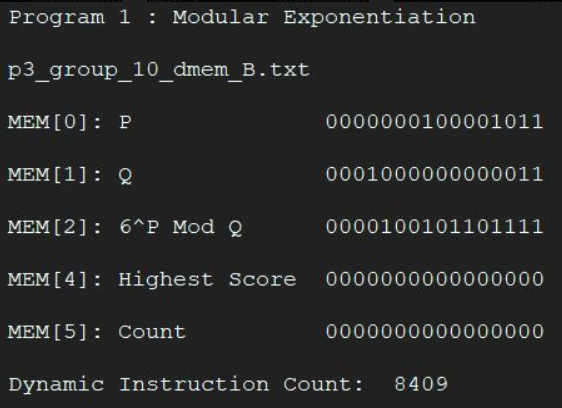 Program 1 : Modular Exponentiation
p3_group_10_dmem_B.txt
MEM[0]: P 0000000100001011
MEM[1]: Q 0001000000000011
MEM[2]: 6^P Mod Q 0000100101101111
MEM[4]: Highest Score 0000000000000000
MEM[5]: Count 0000000000000000
Dynamic Instruction Count: 8409